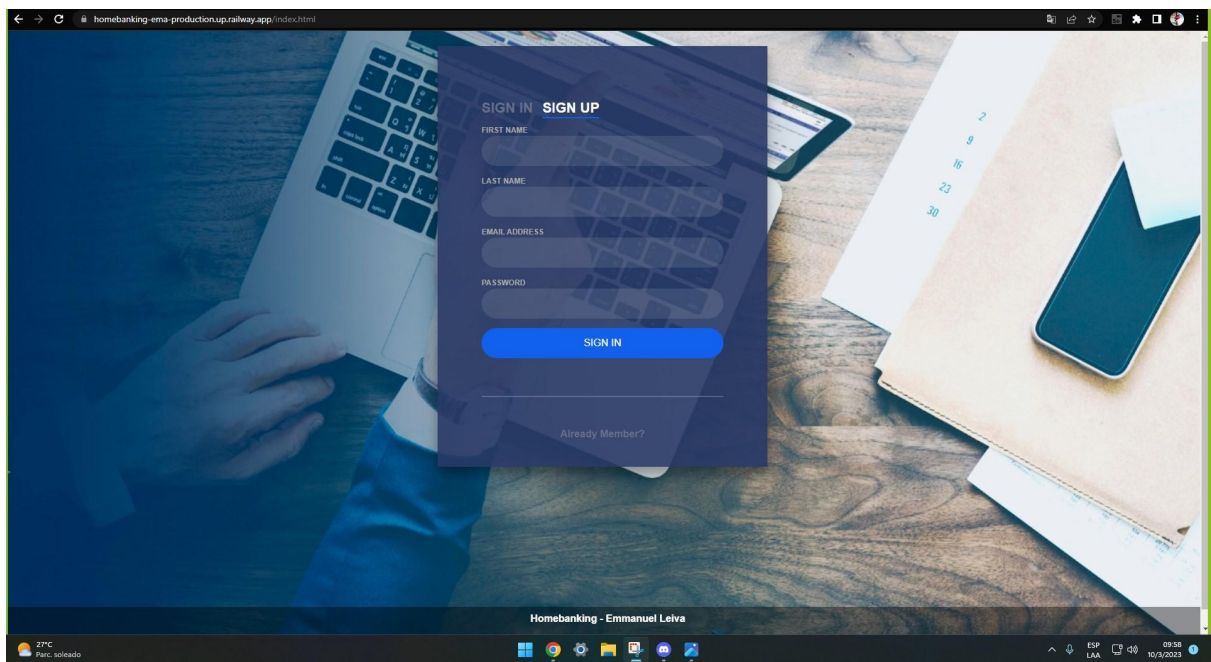 homebanking-ema-production.up.railway.app/index.html
SIGN IN SIGN UP
FIRST NAME
LAST NAME
EMAIL ADDRESS
PASSWORD
SIGN IN
Already Member?
2
9
16
23
30
Homebanking - Emmanuel Leiva
27°C
Parc. soleado
ESP
LAA
09:58
10/3/2023
1